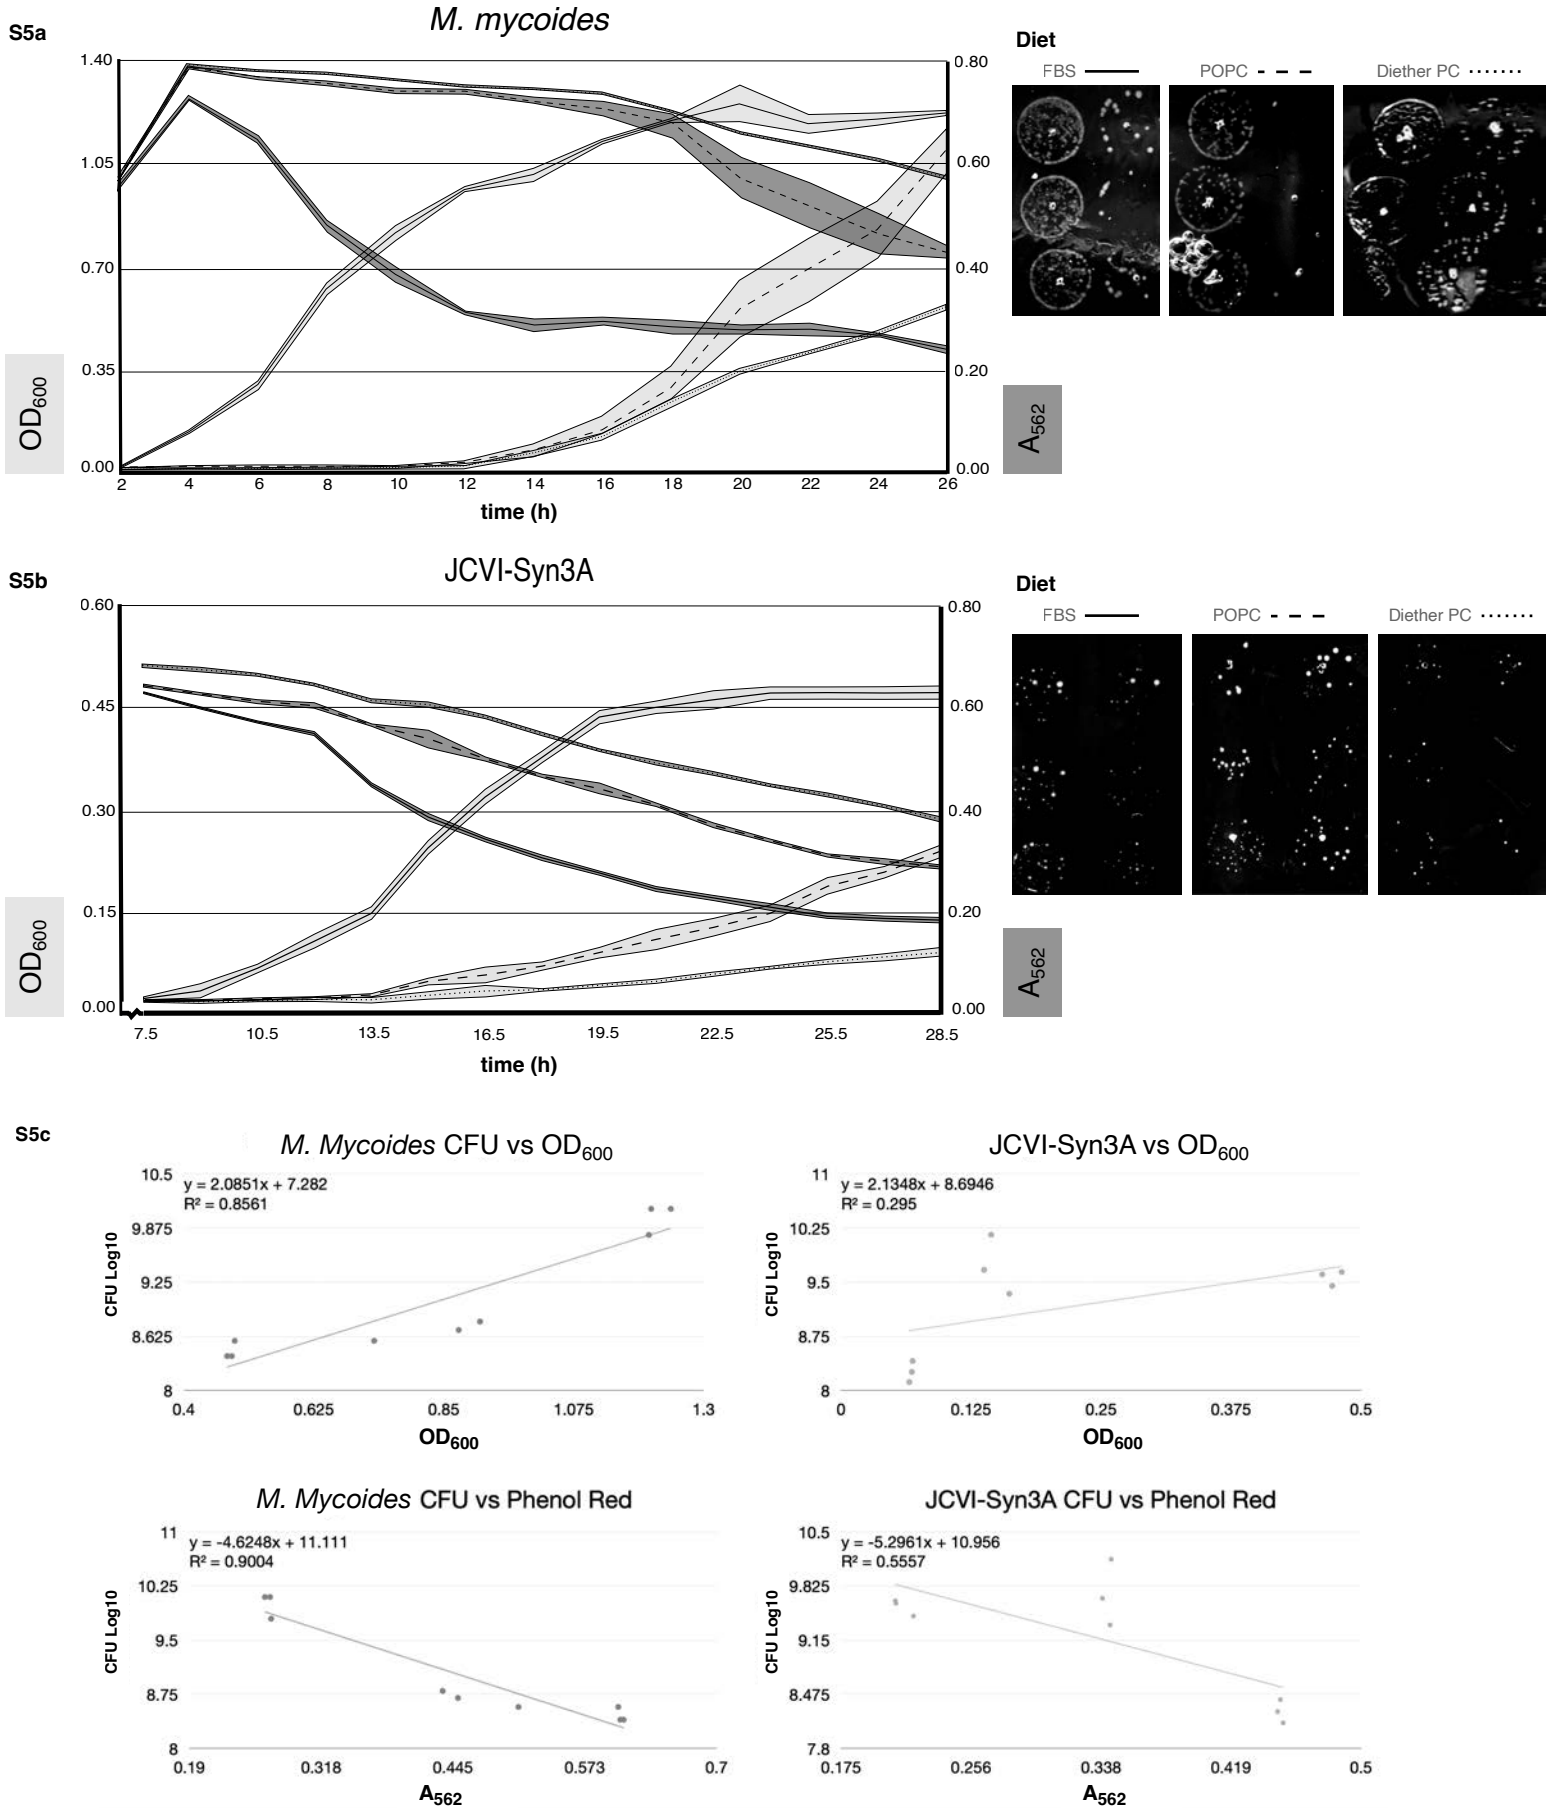 S5a
M. mycoides
Diet
FBS
POPC
Diether PC
1.40
1.05
0.70
0.35
0.00
0.80
0.60
0.40
0.20
0.00
OD600
A562
2 4 6 8 10 12 14 16 18 20 22 24 26
time (h)
S5b
JCVI-Syn3A
Diet
FBS
POPC
Diether PC
0.60
0.45
0.30
0.15
0.00
0.80
0.60
0.40
0.20
0.00
OD600
A562
7.5 10.5 13.5 16.5 19.5 22.5 25.5 28.5
time (h)
S5c
M. Mycoides CFU vs OD600
y = 2.0851x + 7.282
R² = 0.8561
CFU Log10
10.5
9.875
9.25
8.625
8
0.4 0.625 0.85 1.075 1.3
OD600
JCVI-Syn3A vs OD600
y = 2.1348x + 8.6946
R² = 0.295
CFU Log10
11
10.25
9.5
8.75
8
0 0.125 0.25 0.375 0.5
OD600
M. Mycoides CFU vs Phenol Red
y = -4.6248x + 11.111
R² = 0.9004
CFU Log10
11
10.25
9.5
8.75
8
0.19 0.318 0.445 0.573 0.7
A562
JCVI-Syn3A CFU vs Phenol Red
y = -5.2961x + 10.956
R² = 0.5557
CFU Log10
10.5
9.825
9.15
8.475
7.8
0.175 0.256 0.338 0.419 0.5
A562